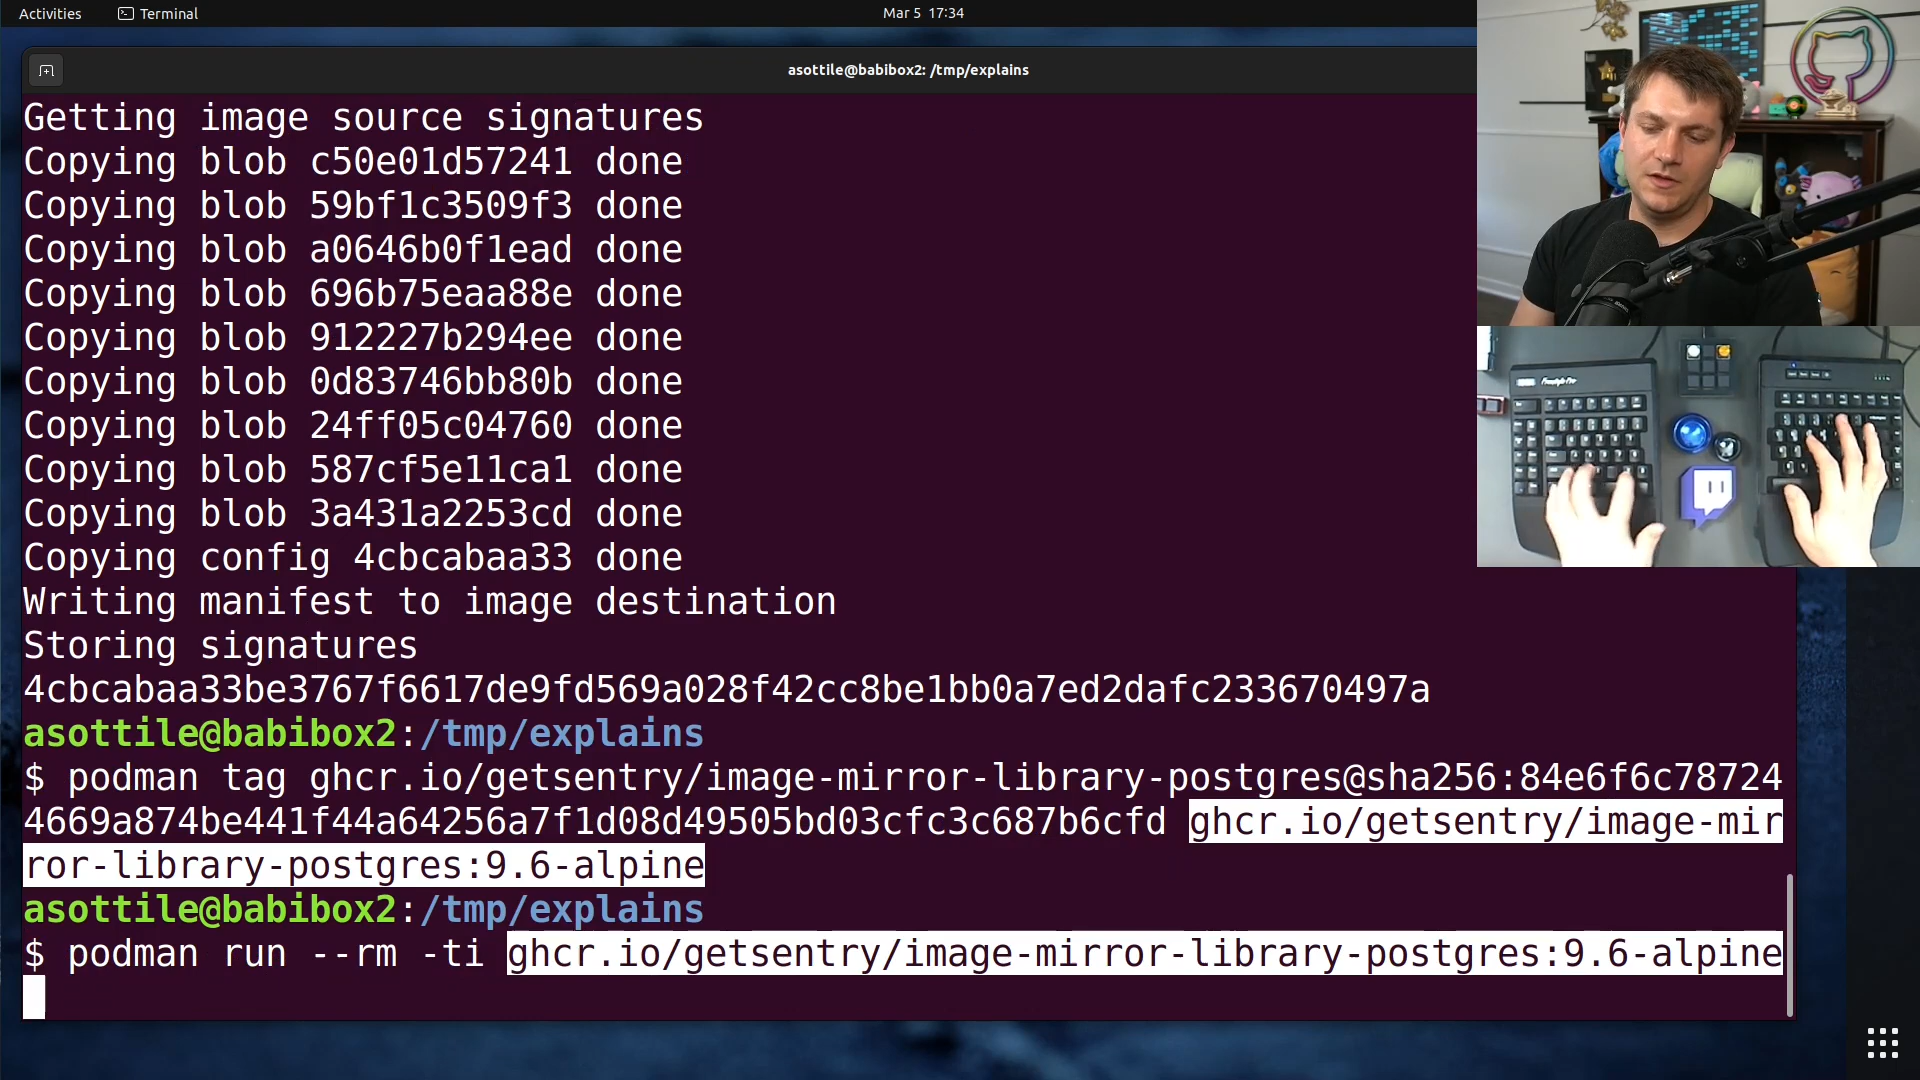 Activities
Terminal
Mar 5 17:34
asottile@babibox2: /tmp/explains
Getting image source signatures
Copying blob c50e01d57241 done
Copying blob 59bf1c3509f3 done
Copying blob a0646b0f1ead done
Copying blob 696b75eaa88e done
Copying blob 912227b294ee done
Copying blob 0d83746bb80b done
Copying blob 24ff05c04760 done
Copying blob 587cf5e11ca1 done
Copying blob 3a431a2253cd done
Copying config 4cbcabaa33 done
Writing manifest to image destination
Storing signatures
4cbcabaa33be3767f6617de9fd569a028f42cc8be1bb0a7ed2dafc233670497a
asottile@babibox2:/tmp/explains
$ podman tag ghcr.io/getsentry/image-mirror-library-postgres@sha256:84e6f6c78724
4669a874be441f44a64256a7f1d08d49505bd03cfc3c687b6cfd ghcr.io/getsentry/image-mir
ror-library-postgres:9.6-alpine
asottile@babibox2:/tmp/explains
$ podman run --rm -ti ghcr.io/getsentry/image-mirror-library-postgres:9.6-alpine
Freestyle Pro